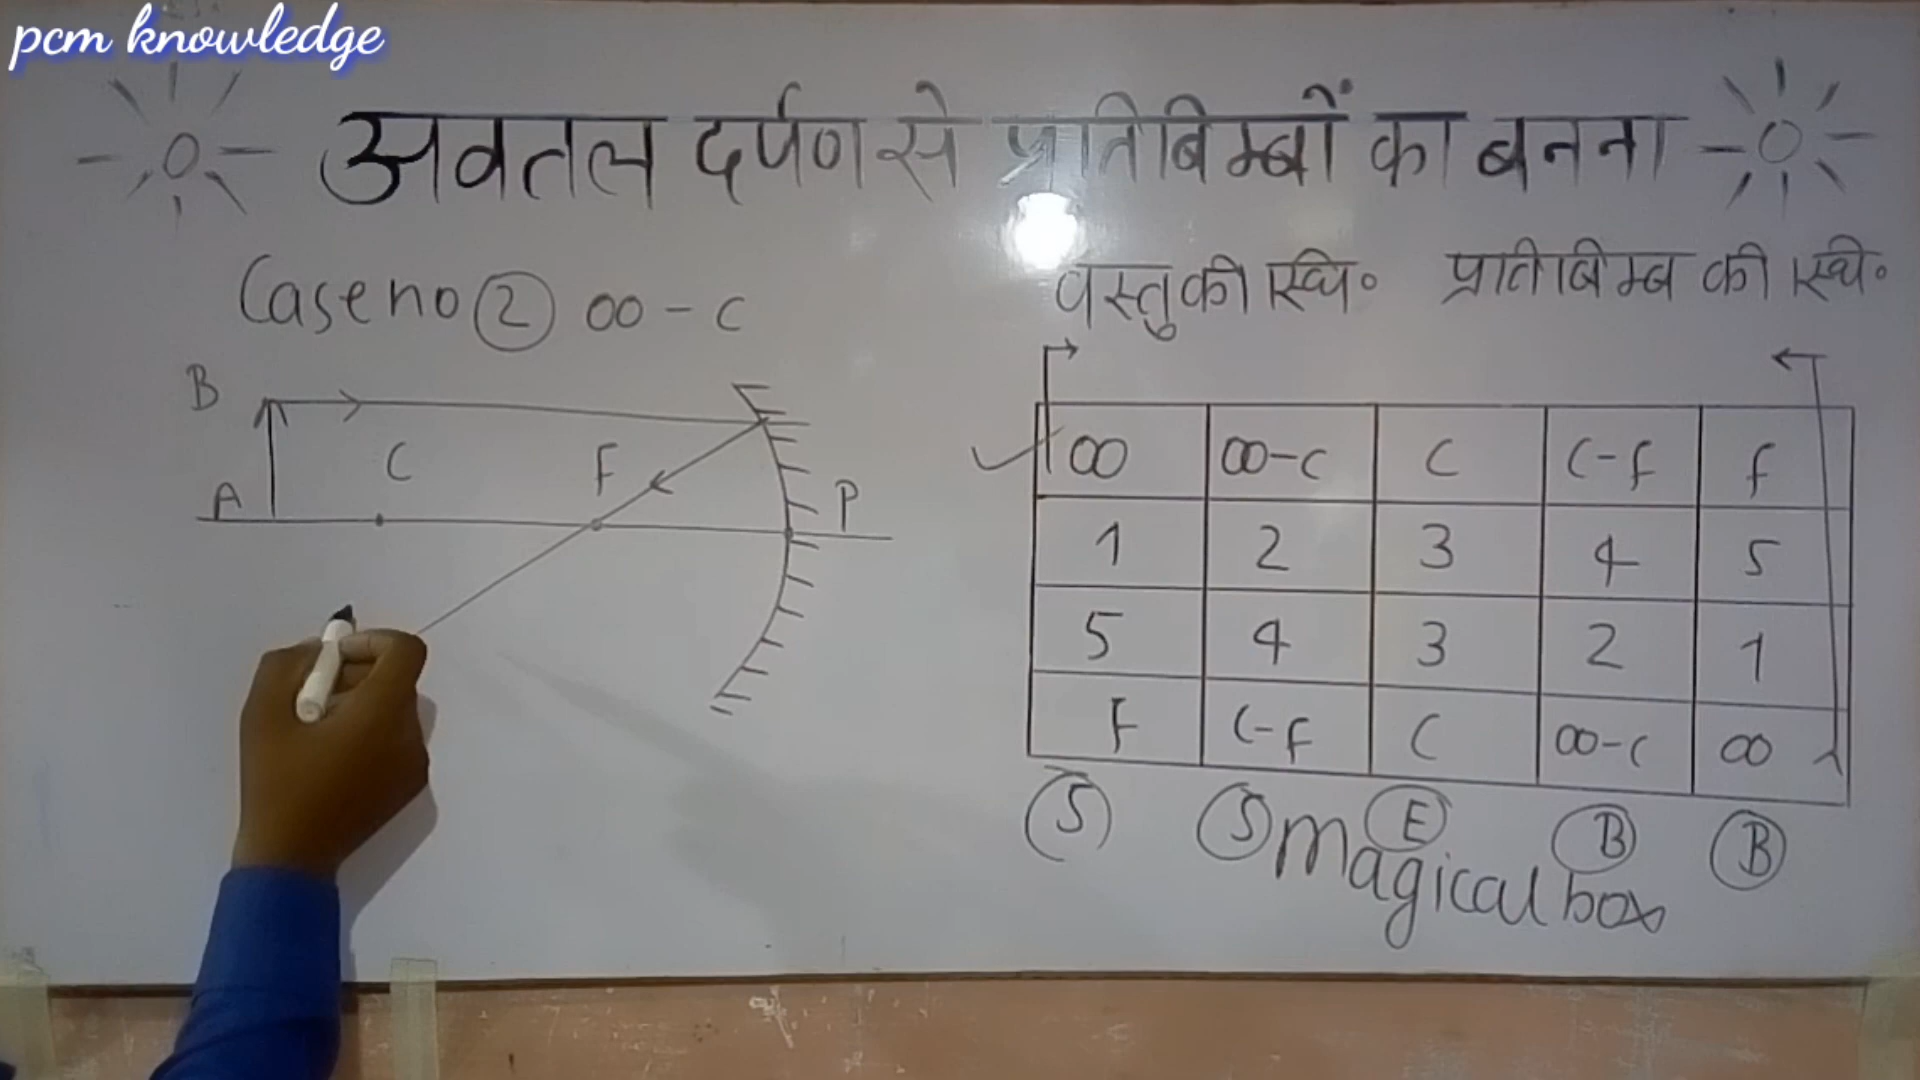 pcm knowledge
अवतल दर्पण से प्रतिबिम्बों का बनना
Case no 2 ∞ - C
वस्तु की स्थि० प्रतिबिम्ब की स्थि०
B
A C F P
∞ ∞-C C C-F F
1 2 3 4 5
5 4 3 2 1
F C-F C ∞-C ∞
S S E B B
magical box